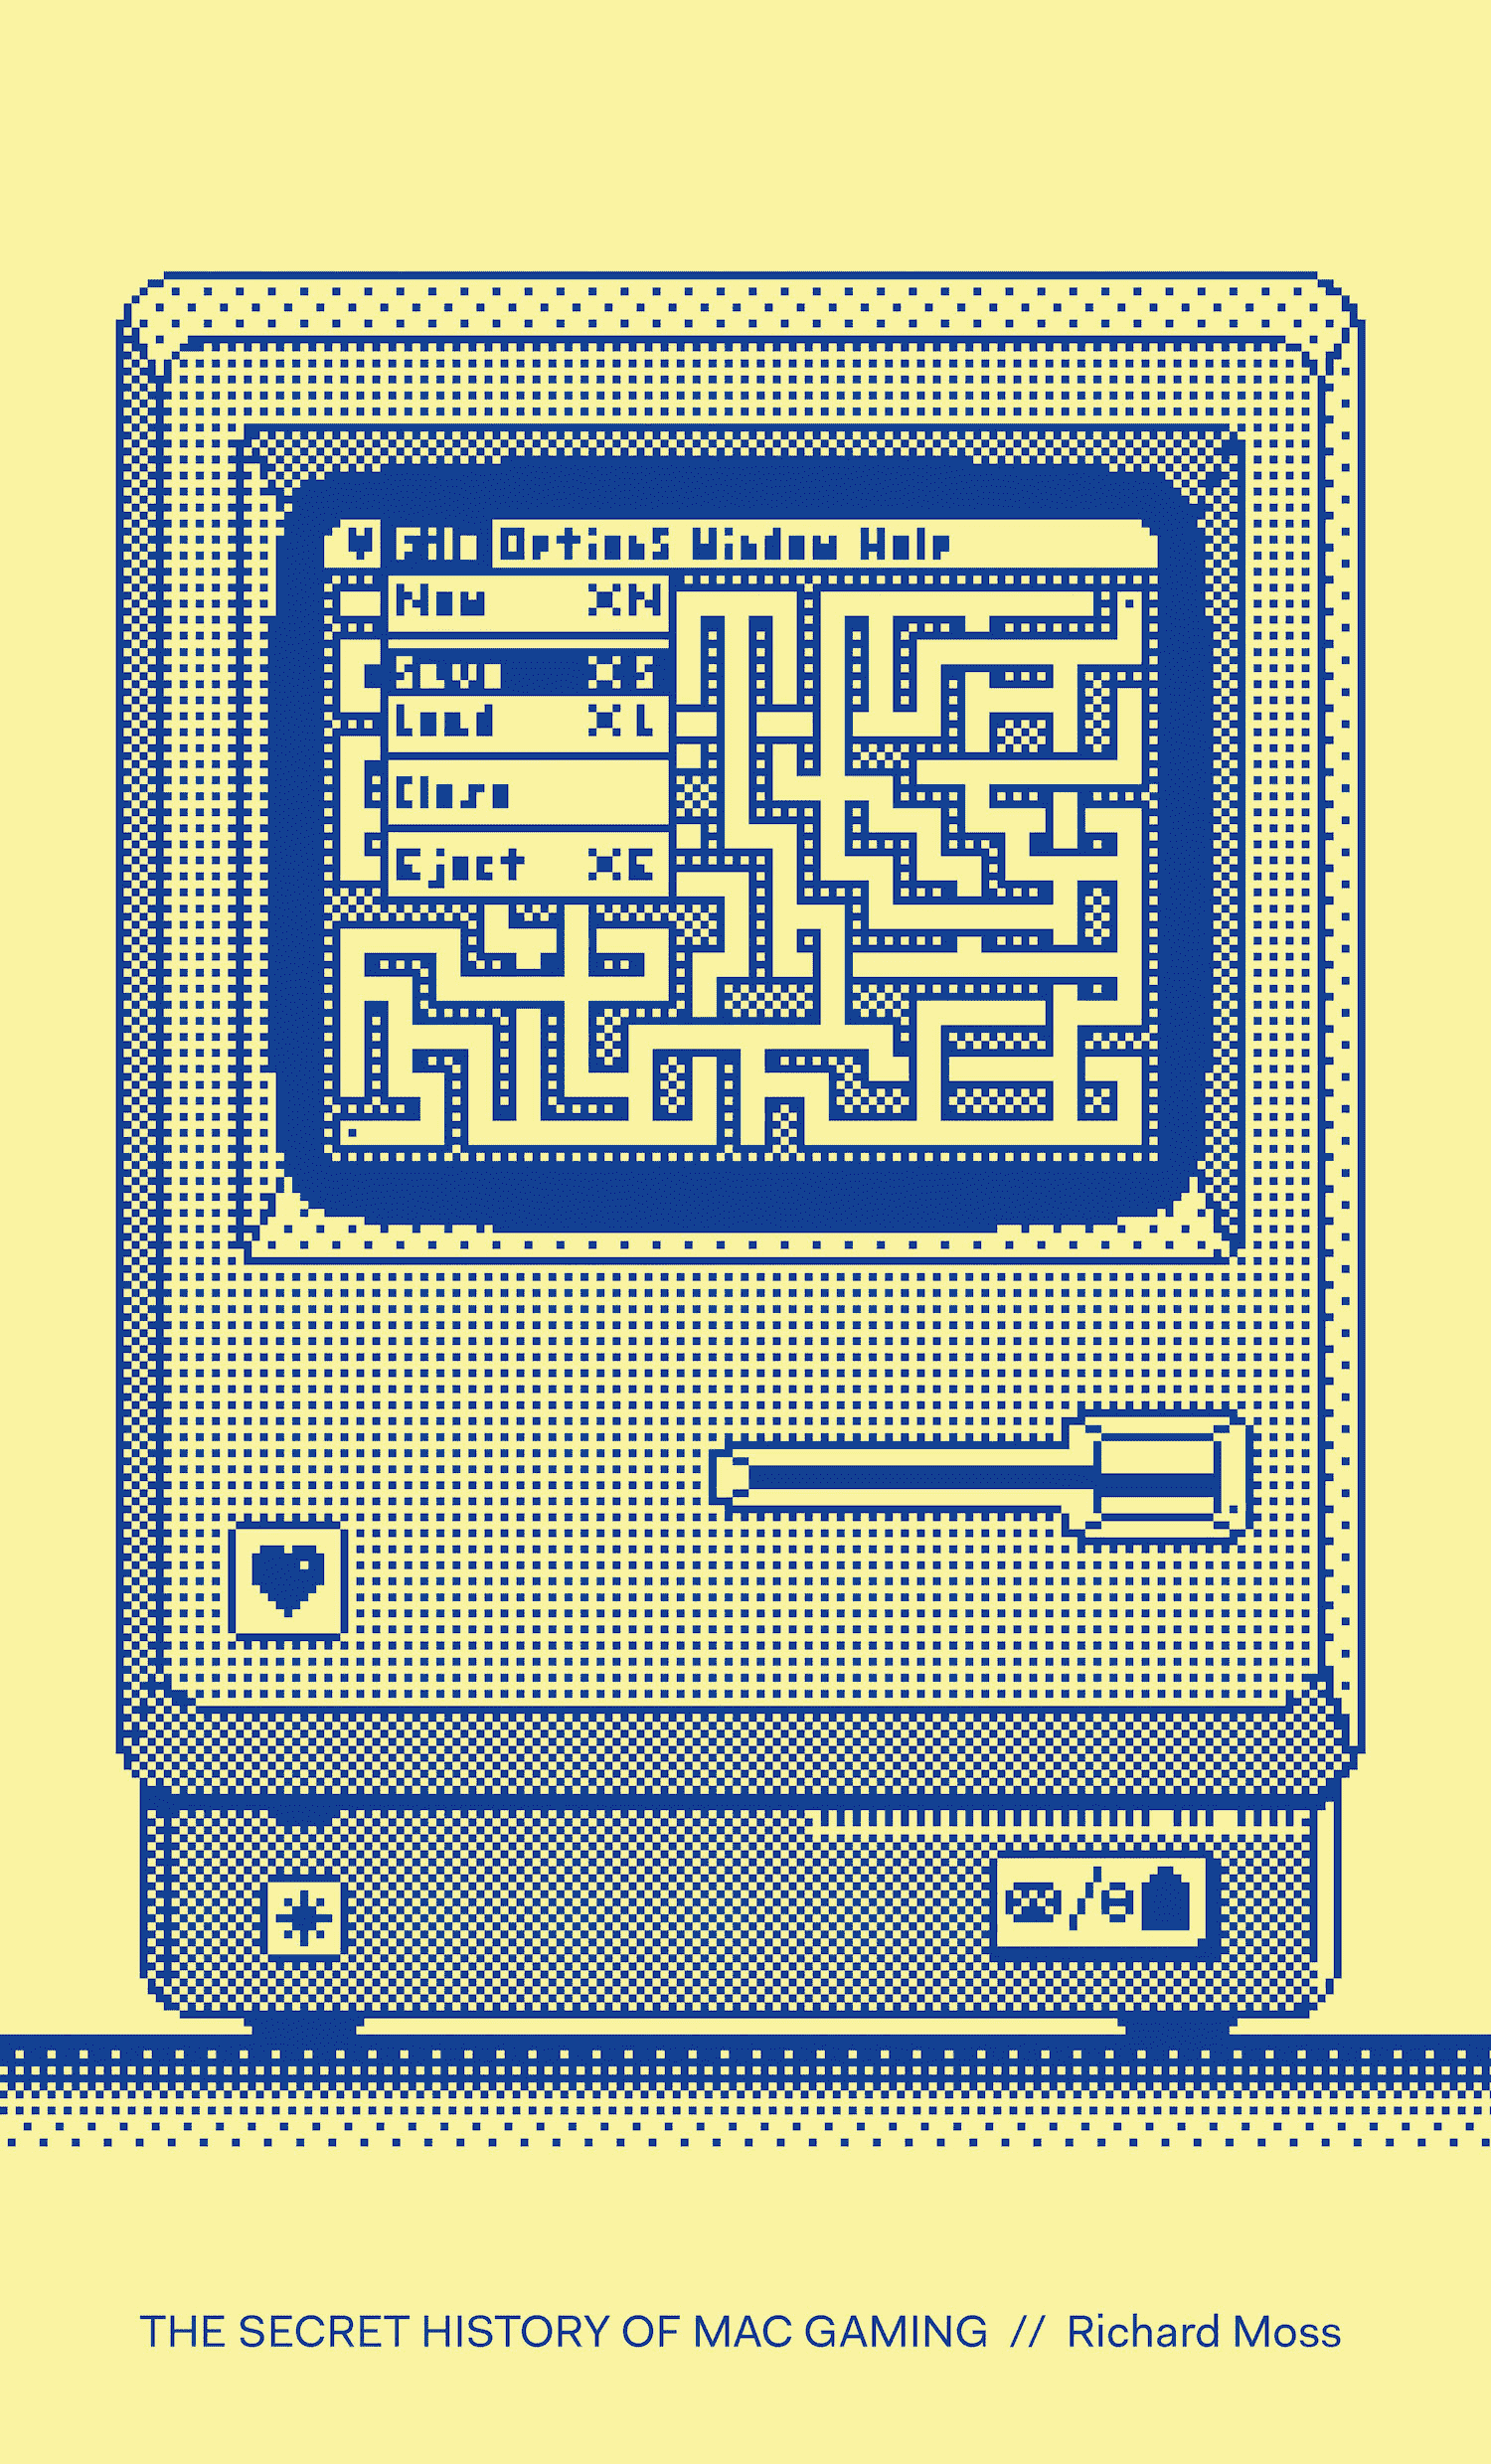 File Options Window Help
New ⌘N
Save ⌘S
Load ⌘L
Close
Eject ⌘E
THE SECRET HISTORY OF MAC GAMING // Richard Moss